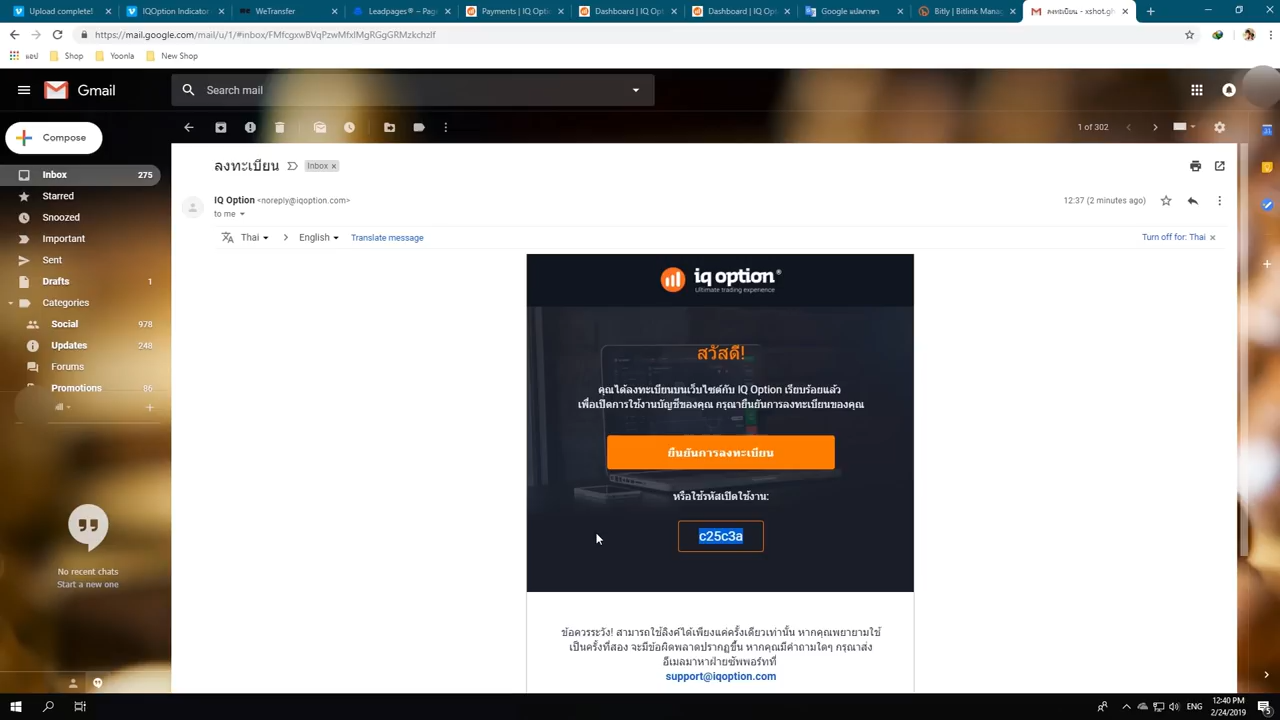 Upload complete!
IQOption Indicator
WeTransfer
Leadpages® – Page
Payments | IQ Optio
Dashboard | IQ Opt
Dashboard | IQ Opt
Google แปลภาษา
Bitly | Bitlink Mana
ลงทะเบียน - xshot.gh
https://mail.google.com/mail/u/1/#inbox/FMfcgxwBVqPzwMfxlMgRGgGRMzkchzlf
แอป
Shop
Yoonla
New Shop
Gmail
Search mail
Compose
1 of 302
Inbox 275
Starred
Snoozed
Important
Sent
Drafts 1
Categories
Social 978
Updates 248
Forums
Promotions 86
No recent chats
Start a new one
ลงทะเบียน
Inbox ×
IQ Option <noreply@iqoption.com>
12:37 (2 minutes ago)
to me
Thai > English Translate message
Turn off for: Thai ×
iq option®
Ultimate trading experience
สวัสดี!
คุณได้ลงทะเบียนบนเว็บไซต์กับ IQ Option เรียบร้อยแล้ว
เพื่อเปิดการใช้งานบัญชีของคุณ กรุณายืนยันการลงทะเบียนของคุณ
ยืนยันการลงทะเบียน
หรือใช้รหัสเปิดใช้งาน:
c25c3a
ข้อควรระวัง! สามารถใช้ลิงค์ได้เพียงแค่ครั้งเดียวเท่านั้น หากคุณพยายามใช้
เป็นครั้งที่สอง จะมีข้อผิดพลาดปรากฏขึ้น หากคุณมีคำถามใดๆ กรุณาส่ง
อีเมลมาหาฝ่ายซัพพอร์ทที่
support@iqoption.com
ENG
12:40 PM
2/24/2019
5